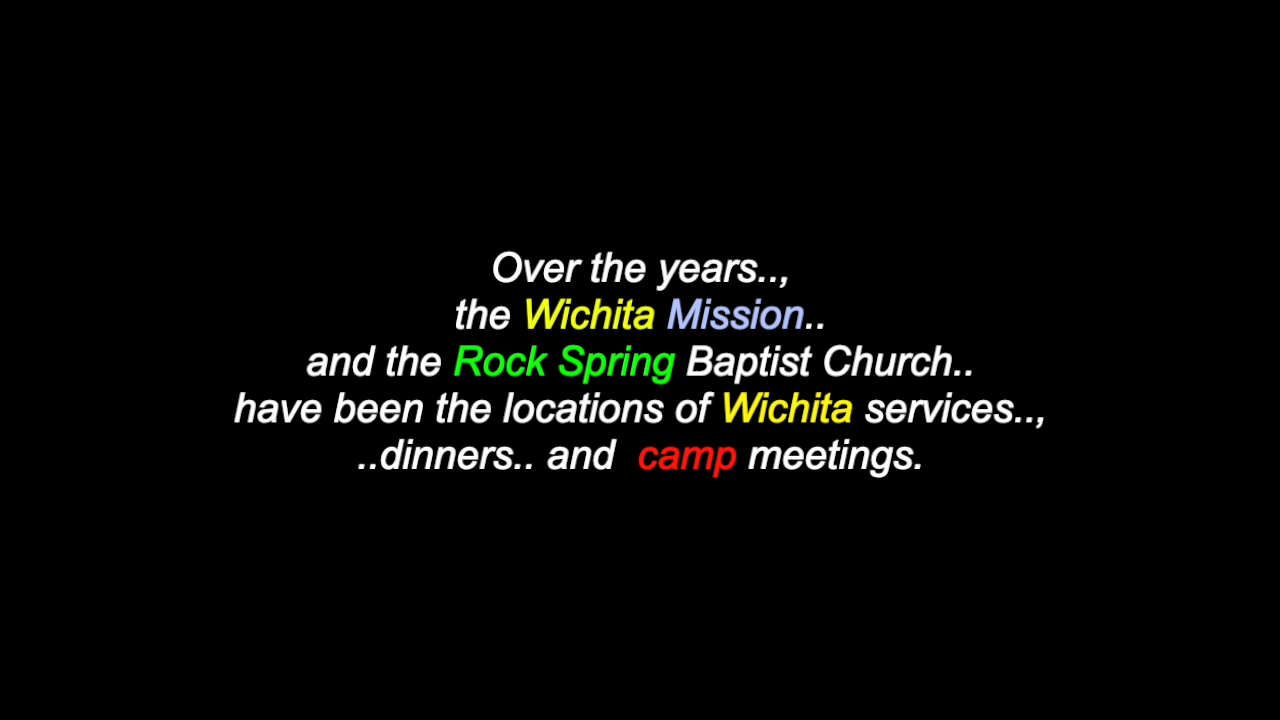 Over the years..,
the Wichita Mission..
and the Rock Spring Baptist Church..
have been the locations of Wichita services..,
..dinners.. and  camp meetings.